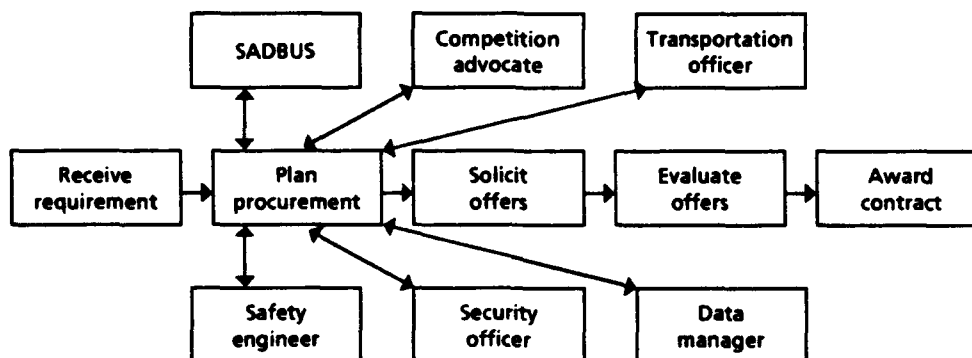 SADBUS
Competition
advocate
Transportation
officer
Receive
requirement
Plan
procurement
Solicit
offers
Evaluate
offers
Award
contract
Safety
engineer
Security
officer
Data
manager